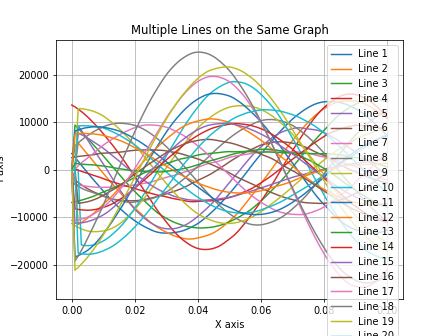 Multiple Lines on the Same Graph
20000
10000
0
−10000
−20000
0.00
0.02
0.04
0.06
0.08
X axis
Line 1
Line 2
Line 3
Line 4
Line 5
Line 6
Line 7
Line 8
Line 9
Line 10
Line 11
Line 12
Line 13
Line 14
Line 15
Line 16
Line 17
Line 18
Line 19
Line 20